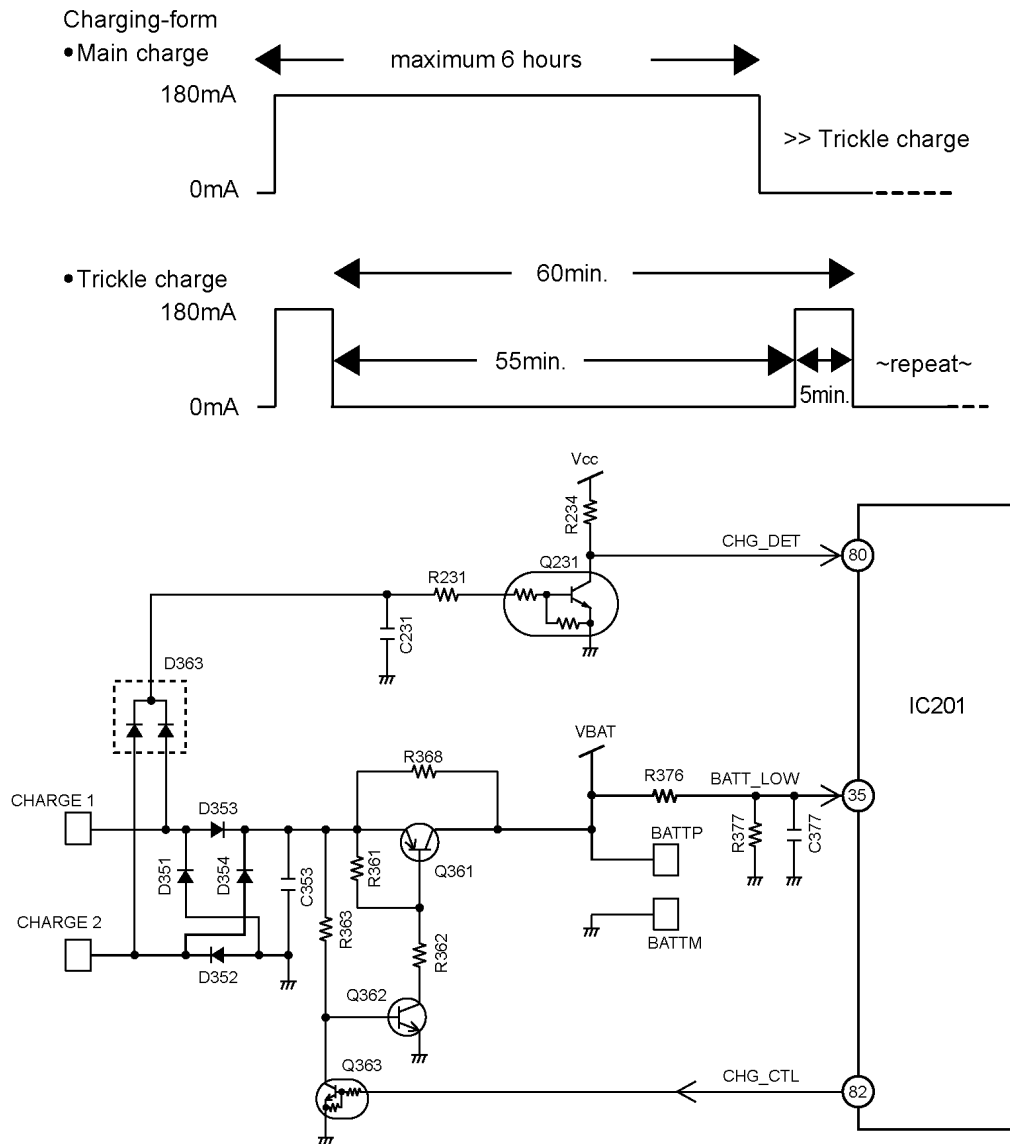 Charging-form
•Main charge
maximum 6 hours
180mA
>> Trickle charge
0mA
•Trickle charge
60min.
180mA
55min.
5min.
~repeat~
0mA
Vcc
R234
CHG_DET
80
Q231
R231
C231
D363
IC201
VBAT
R368
R376
BATT_LOW
35
CHARGE 1
D353
BATTP
R377
C377
D351
D354
C353
R361
Q361
R363
CHARGE 2
R362
BATTM
D352
Q362
Q363
CHG_CTL
82